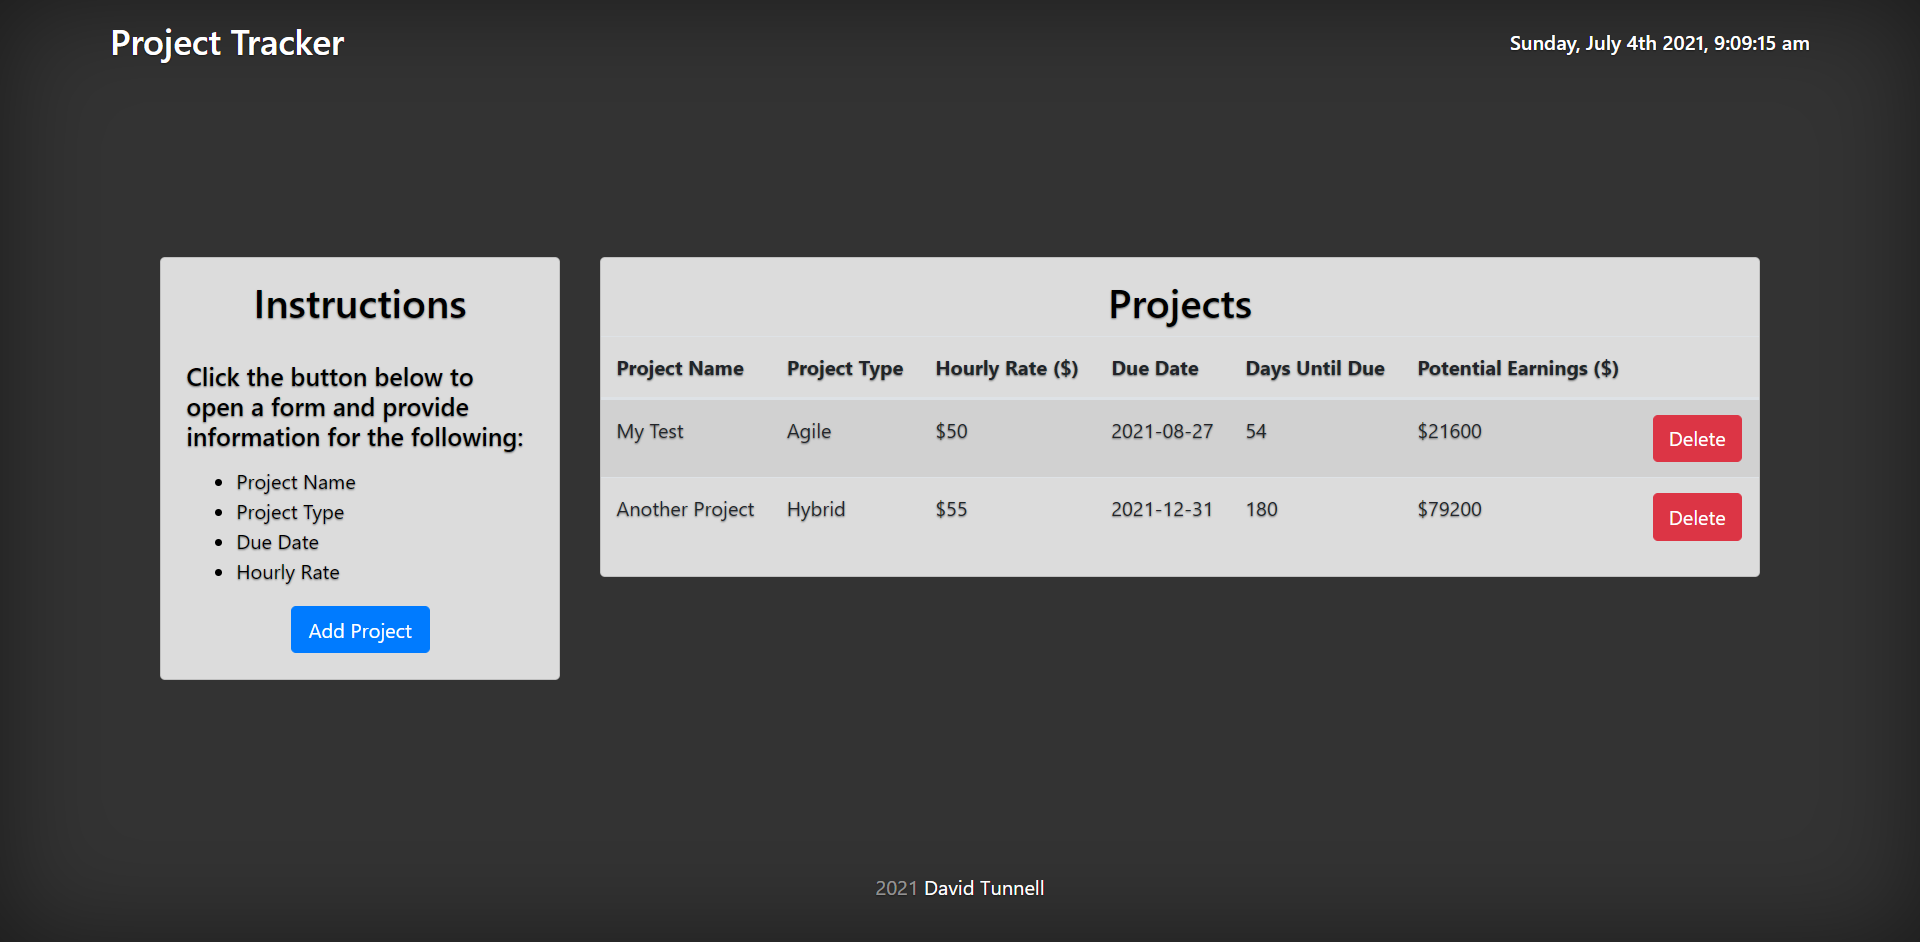 Project Tracker
Sunday, July 4th 2021, 9:09:15 am
Instructions
Click the button below to
open a form and provide
information for the following:
Project Name
Project Type
Due Date
Hourly Rate
Add Project
Projects
Project Name Project Type Hourly Rate ($) Due Date Days Until Due Potential Earnings ($)
My Test Agile $50 2021-08-27 54 $21600 Delete
Another Project Hybrid $55 2021-12-31 180 $79200 Delete
2021 David Tunnell